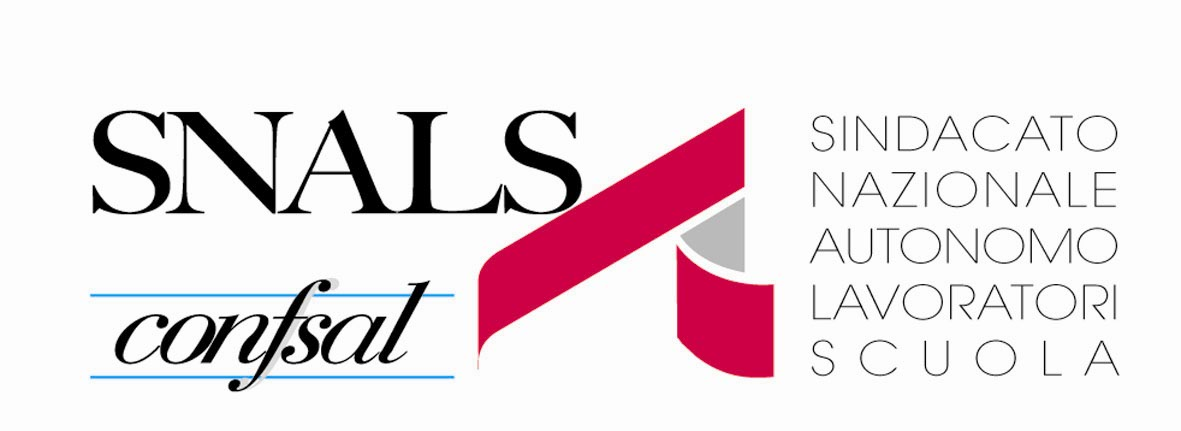 SNALS
confsal
SINDACATO
NAZIONALE
AUTONOMO
LAVORATORI
SCUOLA